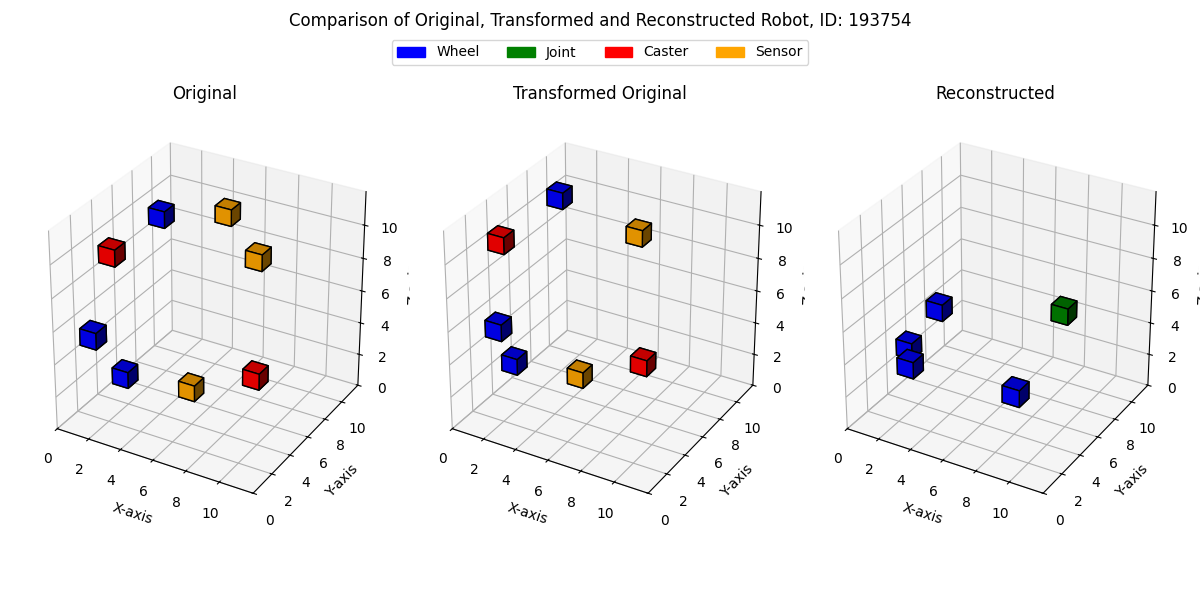 Comparison of Original, Transformed and Reconstructed Robot, ID: 193754
Wheel Joint Caster Sensor
Original
Transformed Original
Reconstructed
0 2 4 6 8 10
X-axis
0 2 4 6 8 10
Y-axis
0 2 4 6 8 10
0 2 4 6 8 10
X-axis
0 2 4 6 8 10
Y-axis
0 2 4 6 8 10
0 2 4 6 8 10
X-axis
0 2 4 6 8 10
Y-axis
0 2 4 6 8 10